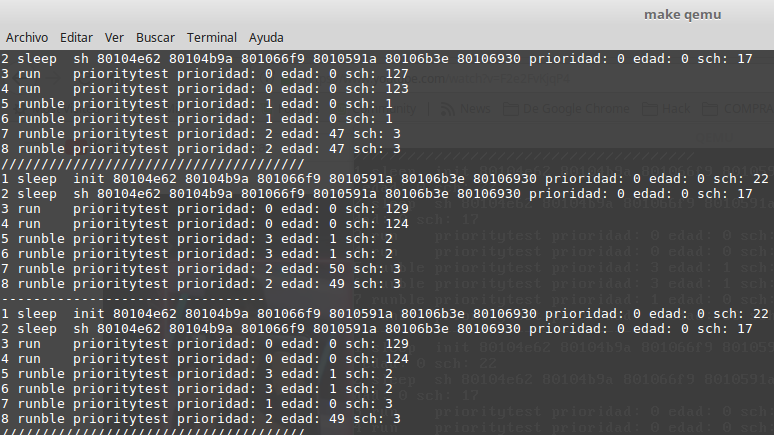 make qemu
Archivo Editar Ver Buscar Terminal Ayuda
2 sleep  sh 80104e62 80104b9a 801066f9 8010591a 80106b3e 80106930 prioridad: 0 edad: 0 sch: 17
3 run    prioritytest prioridad: 0 edad: 0 sch: 127
4 run    prioritytest prioridad: 0 edad: 0 sch: 123
5 runble prioritytest prioridad: 1 edad: 0 sch: 1
6 runble prioritytest prioridad: 1 edad: 0 sch: 1
7 runble prioritytest prioridad: 2 edad: 47 sch: 3
8 runble prioritytest prioridad: 2 edad: 47 sch: 3
//////////////////////////////////////
1 sleep  init 80104e62 80104b9a 801066f9 8010591a 80106b3e 80106930 prioridad: 0 edad: 0 sch: 22
2 sleep  sh 80104e62 80104b9a 801066f9 8010591a 80106b3e 80106930 prioridad: 0 edad: 0 sch: 17
3 run    prioritytest prioridad: 0 edad: 0 sch: 129
4 run    prioritytest prioridad: 0 edad: 0 sch: 124
5 runble prioritytest prioridad: 3 edad: 1 sch: 2
6 runble prioritytest prioridad: 3 edad: 1 sch: 2
7 runble prioritytest prioridad: 2 edad: 50 sch: 3
8 runble prioritytest prioridad: 2 edad: 49 sch: 3
---------------------------------
1 sleep  init 80104e62 80104b9a 801066f9 8010591a 80106b3e 80106930 prioridad: 0 edad: 0 sch: 22
2 sleep  sh 80104e62 80104b9a 801066f9 8010591a 80106b3e 80106930 prioridad: 0 edad: 0 sch: 17
3 run    prioritytest prioridad: 0 edad: 0 sch: 129
4 run    prioritytest prioridad: 0 edad: 0 sch: 124
5 runble prioritytest prioridad: 3 edad: 1 sch: 2
6 runble prioritytest prioridad: 3 edad: 1 sch: 2
7 runble prioritytest prioridad: 1 edad: 0 sch: 3
8 runble prioritytest prioridad: 2 edad: 49 sch: 3
//////////////////////////////////////